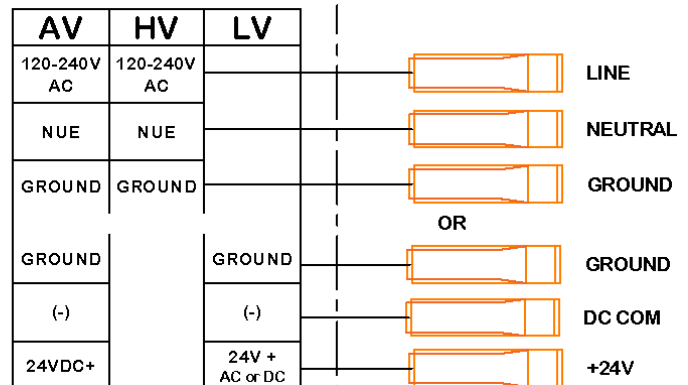 AV HV LV
120-240V 120-240V
AC AC LINE
NUE NUE NEUTRAL
GROUND GROUND GROUND
OR
GROUND GROUND GROUND
(-) (-) DC COM
24VDC+ 24V + +24V
AC or DC